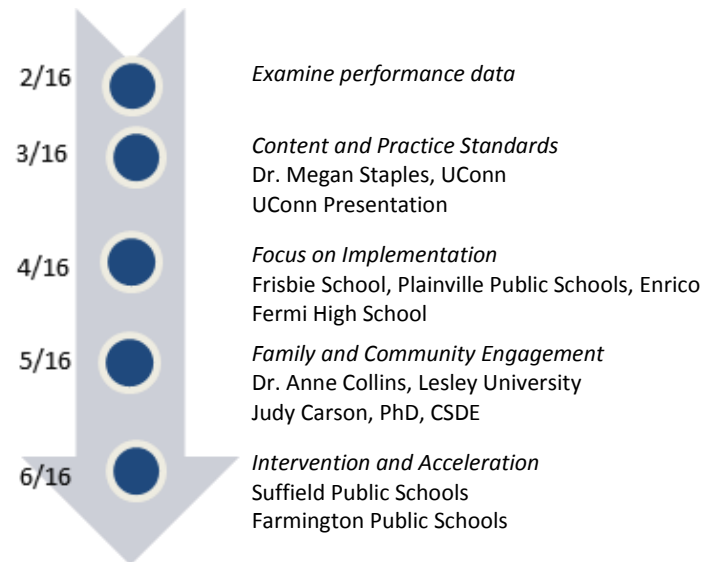 2/16
Examine performance data
3/16
Content and Practice Standards
Dr. Megan Staples, UConn
UConn Presentation
4/16
Focus on Implementation
Frisbie School, Plainville Public Schools, Enrico
Fermi High School
5/16
Family and Community Engagement
Dr. Anne Collins, Lesley University
Judy Carson, PhD, CSDE
6/16
Intervention and Acceleration
Suffield Public Schools
Farmington Public Schools